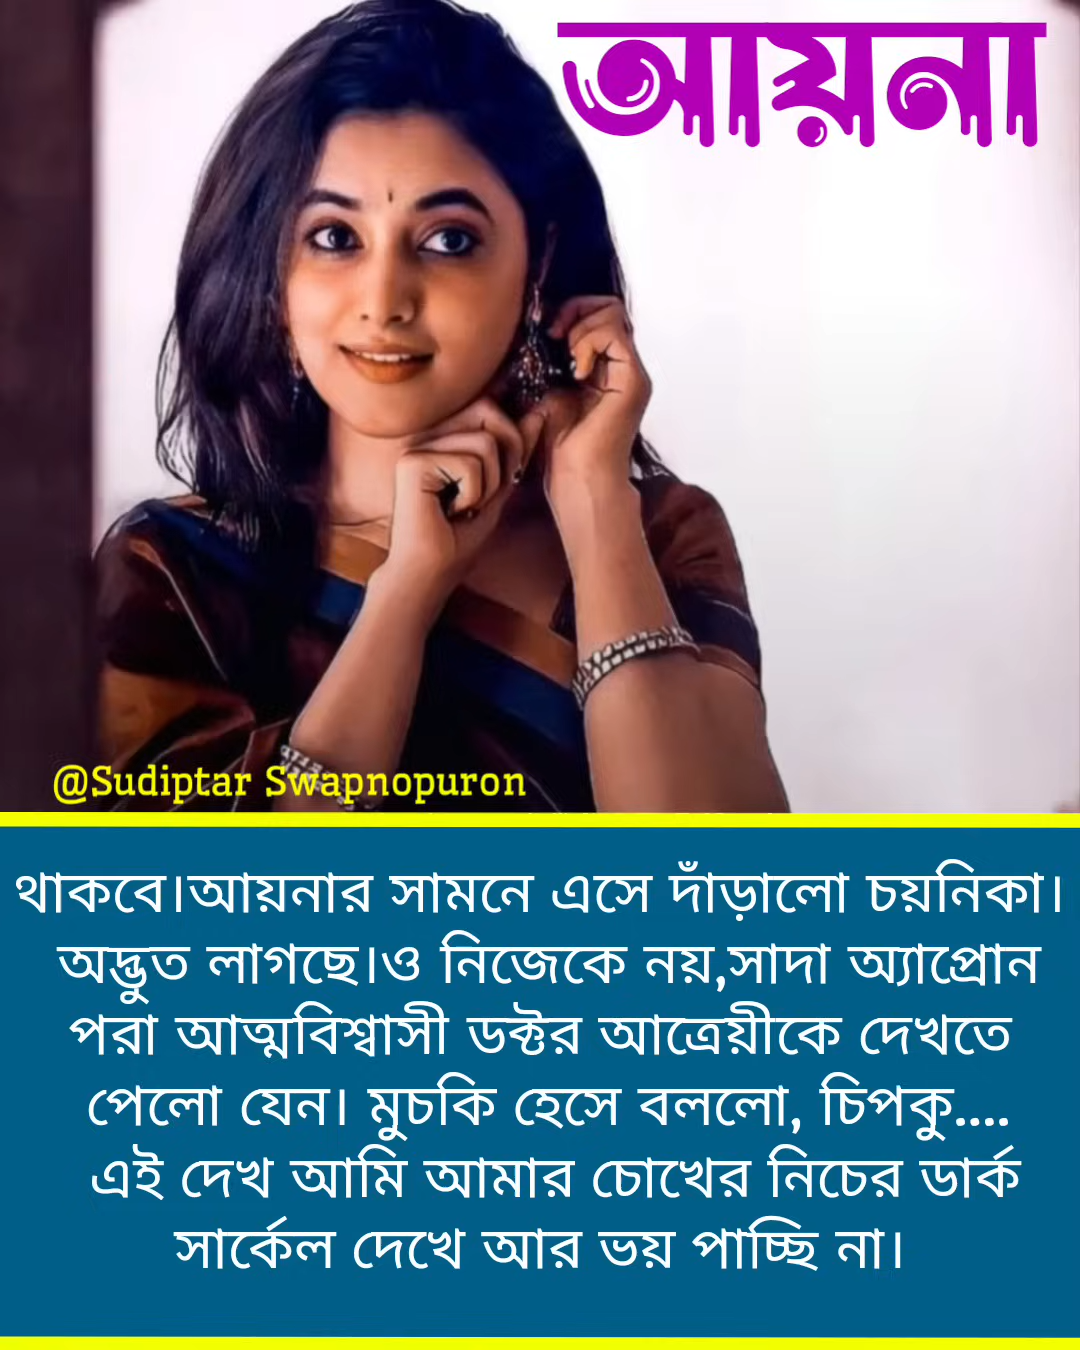 আয়না
@Sudiptar Swapnopuron
থাকবে।আয়নার সামনে এসে দাঁড়ালো চয়নিকা।
অদ্ভুত লাগছে।ও নিজেকে নয়,সাদা অ্যাপ্রোন
পরা আত্মবিশ্বাসী ডক্টর আত্রেয়ীকে দেখতে
পেলো যেন। মুচকি হেসে বললো, চিপকু....
এই দেখ আমি আমার চোখের নিচের ডার্ক
সার্কেল দেখে আর ভয় পাচ্ছি না।